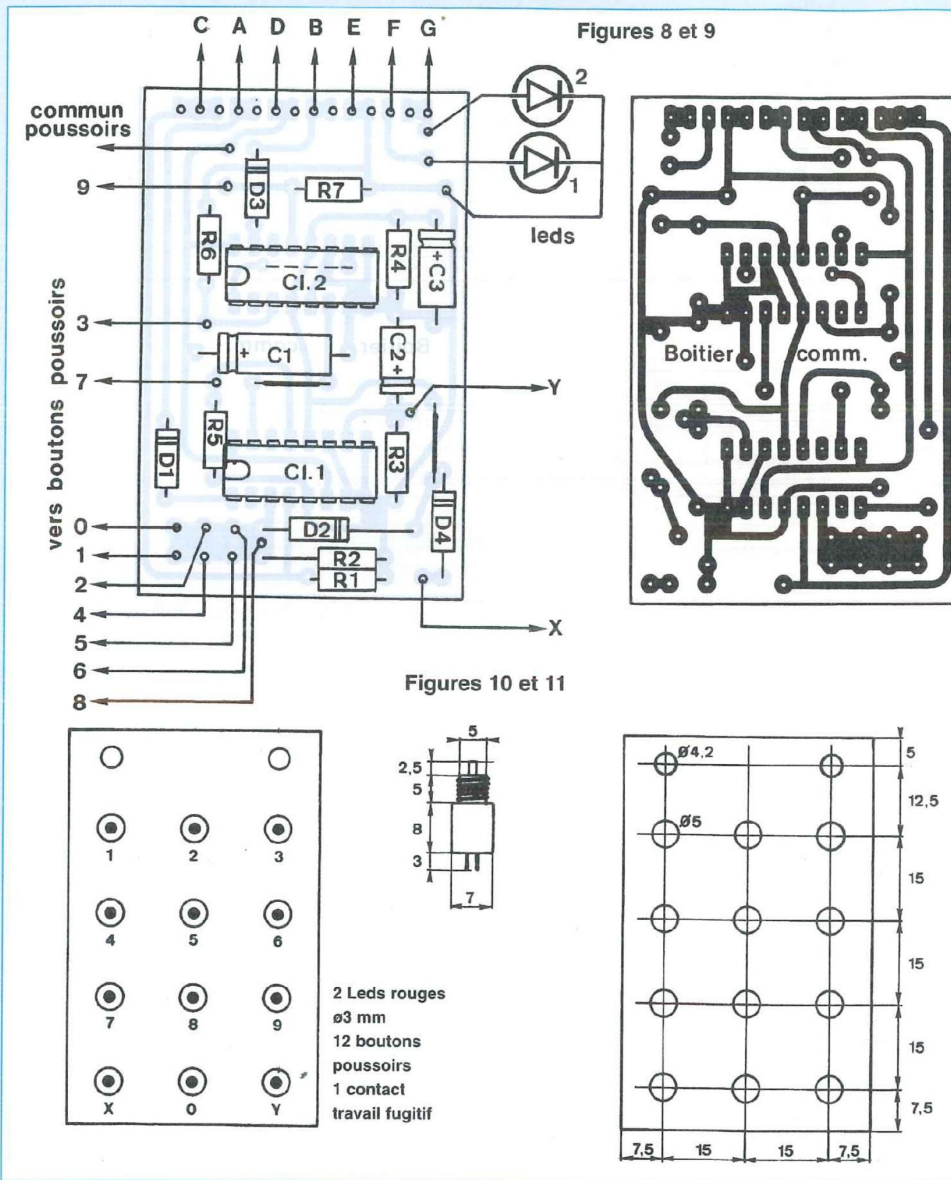 Figures 8 et 9
C A D B E F G
commun
poussoirs
9
3
7
vers boutons poussoirs
0
1
2
4
5
6
8
D3
R7
R6
R4
+C3
CI.2
+ C1
C2+
R5
D1
CI.1
R3
D2
D4
R2
R1
2
1
leds
Y
X
Boitier comm.
Figures 10 et 11
1 2 3
4 5 6
7 8 9
X 0 Y
2 Leds rouges
ø3 mm
12 boutons
poussoirs
1 contact
travail fugitif
5
2,5
5
8
3
7
Ø4,2
Ø5
5
12,5
15
15
15
7,5
7,5 15 15 7,5